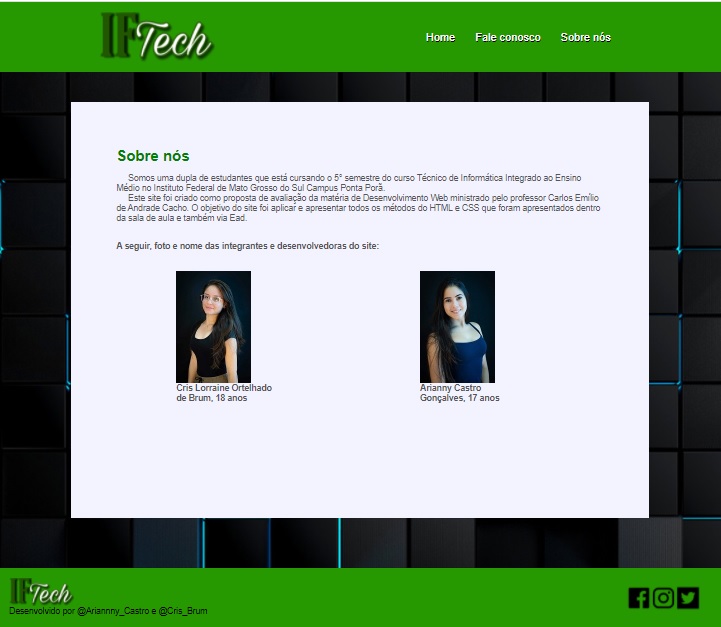 IFTech
Home Fale conosco Sobre nós
Sobre nós
Somos uma dupla de estudantes que está cursando o 5° semestre do curso Técnico de Informática Integrado ao Ensino
Médio no Instituto Federal de Mato Grosso do Sul Campus Ponta Porã.
Este site foi criado como proposta de avaliação da matéria de Desenvolvimento Web ministrado pelo professor Carlos Emílio
de Andrade Cacho. O objetivo do site foi aplicar e apresentar todos os métodos do HTML e CSS que foram apresentados dentro
da sala de aula e também via Ead.
A seguir, foto e nome das integrantes e desenvolvedoras do site:
Cris Lorraine Ortelhado
de Brum, 18 anos
Arianny Castro
Gonçalves, 17 anos
IFTech
Desenvolvido por @Ariannny_Castro e @Cris_Brum